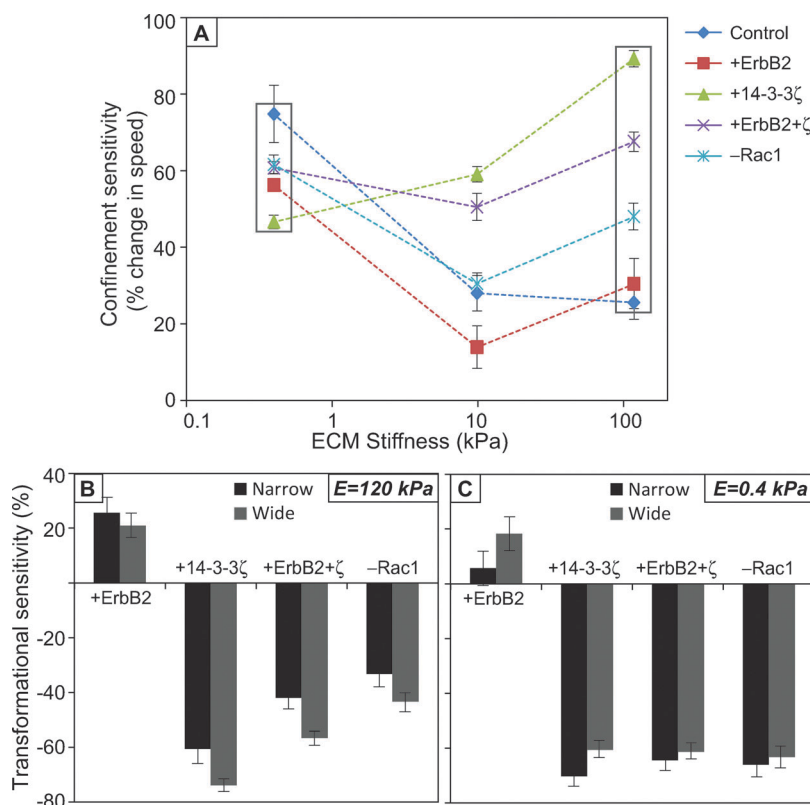 A
Confinement sensitivity
(% change in speed)
100
80
60
40
20
0
0.1
1
10
100
ECM Stiffness (kPa)
Control
+ErbB2
+14-3-3ζ
+ErbB2+ζ
–Rac1
B
Narrow
Wide
E=120 kPa
Transformational sensitivity (%)
40
20
-40
-60
-80
+ErbB2
+14-3-3ζ
+ErbB2+ζ
–Rac1
C
Narrow
Wide
E=0.4 kPa
+ErbB2
+14-3-3ζ
+ErbB2+ζ
–Rac1